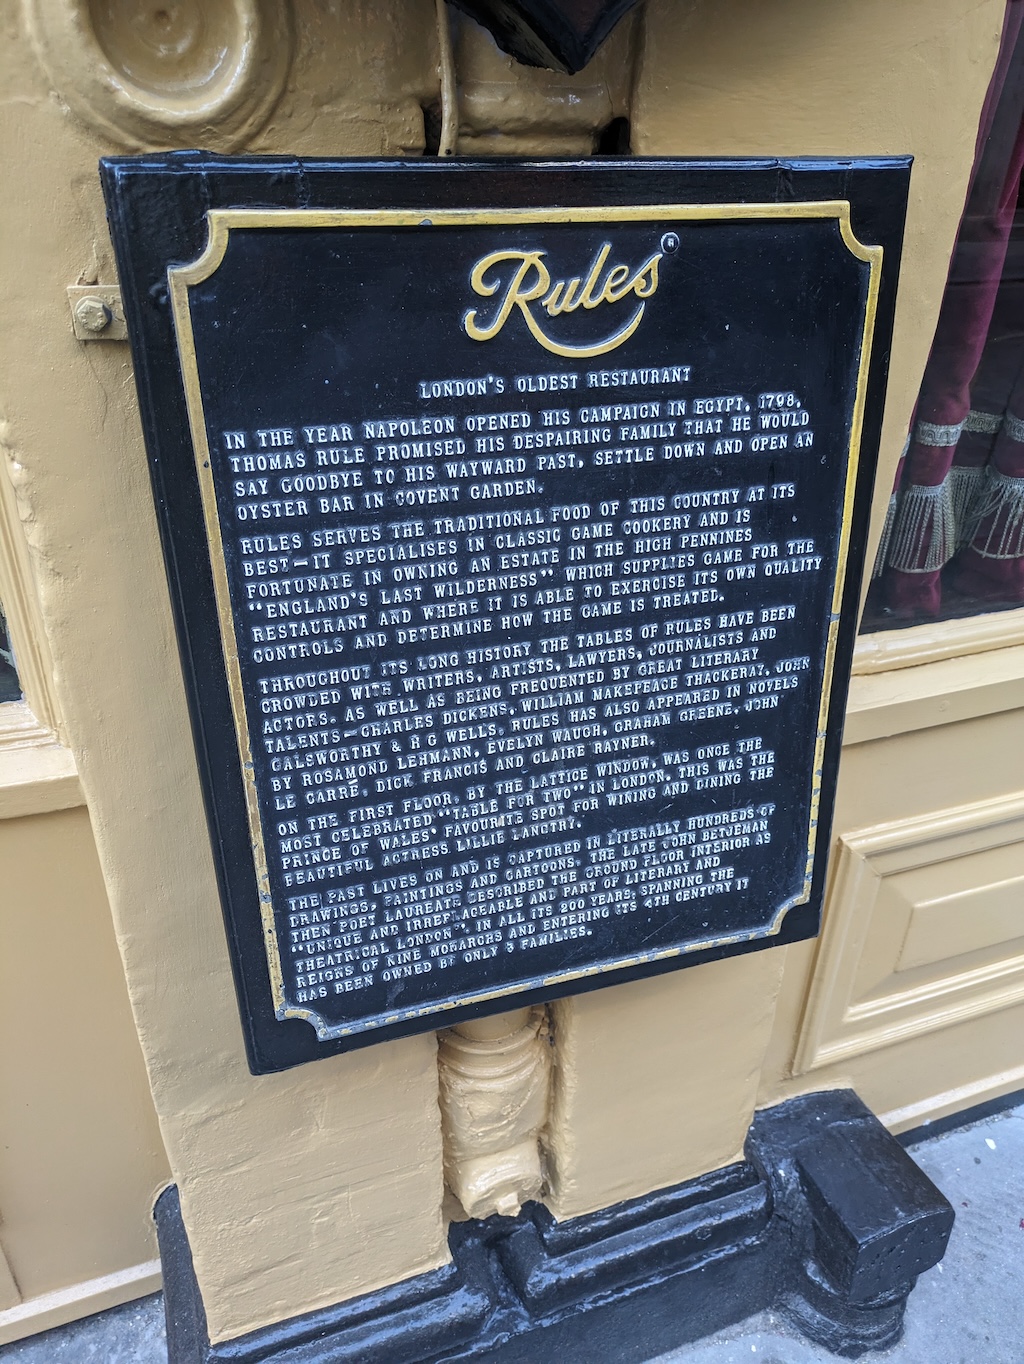 Rules®
LONDON'S OLDEST RESTAURANT
IN THE YEAR NAPOLEON OPENED HIS CAMPAIGN IN EGYPT, 1798,
THOMAS RULE PROMISED HIS DESPAIRING FAMILY THAT HE WOULD
SAY GOODBYE TO HIS WAYWARD PAST, SETTLE DOWN AND OPEN AN
OYSTER BAR IN COVENT GARDEN.
RULES SERVES THE TRADITIONAL FOOD OF THIS COUNTRY AT ITS
BEST—IT SPECIALISES IN CLASSIC GAME COOKERY AND IS
FORTUNATE IN OWNING AN ESTATE IN THE HIGH PENNINES
"ENGLAND'S LAST WILDERNESS" WHICH SUPPLIES GAME FOR THE
RESTAURANT AND WHERE IT IS ABLE TO EXERCISE ITS OWN QUALITY
CONTROLS AND DETERMINE HOW THE GAME IS TREATED.
THROUGHOUT ITS LONG HISTORY THE TABLES OF RULES HAVE BEEN
CROWDED WITH WRITERS, ARTISTS, LAWYERS, JOURNALISTS AND
ACTORS. AS WELL AS BEING FREQUENTED BY GREAT LITERARY
TALENTS—CHARLES DICKENS, WILLIAM MAKEPEACE THACKERAY, JOHN
GALSWORTHY & H G WELLS, RULES HAS ALSO APPEARED IN NOVELS
BY ROSAMOND LEHMANN, EVELYN WAUGH, GRAHAM GREENE, JOHN
LE CARRÉ, DICK FRANCIS AND CLAIRE RAYNER.
ON THE FIRST FLOOR, BY THE LATTICE WINDOW, WAS ONCE THE
MOST CELEBRATED "TABLE FOR TWO" IN LONDON. THIS WAS THE
PRINCE OF WALES' FAVOURITE SPOT FOR WINING AND DINING THE
BEAUTIFUL ACTRESS LILLIE LANGTRY.
THE PAST LIVES ON AND IS CAPTURED IN LITERALLY HUNDREDS OF
DRAWINGS, PAINTINGS AND CARTOONS. THE LATE JOHN BETJEMAN
THEN POET LAUREATE DESCRIBED THE GROUND FLOOR INTERIOR AS
"UNIQUE AND IRREPLACEABLE AND PART OF LITERARY AND
THEATRICAL LONDON". IN ALL ITS 200 YEARS, SPANNING THE
REIGNS OF NINE MONARCHS AND ENTERING ITS 4TH CENTURY IT
HAS BEEN OWNED BY ONLY 3 FAMILIES.